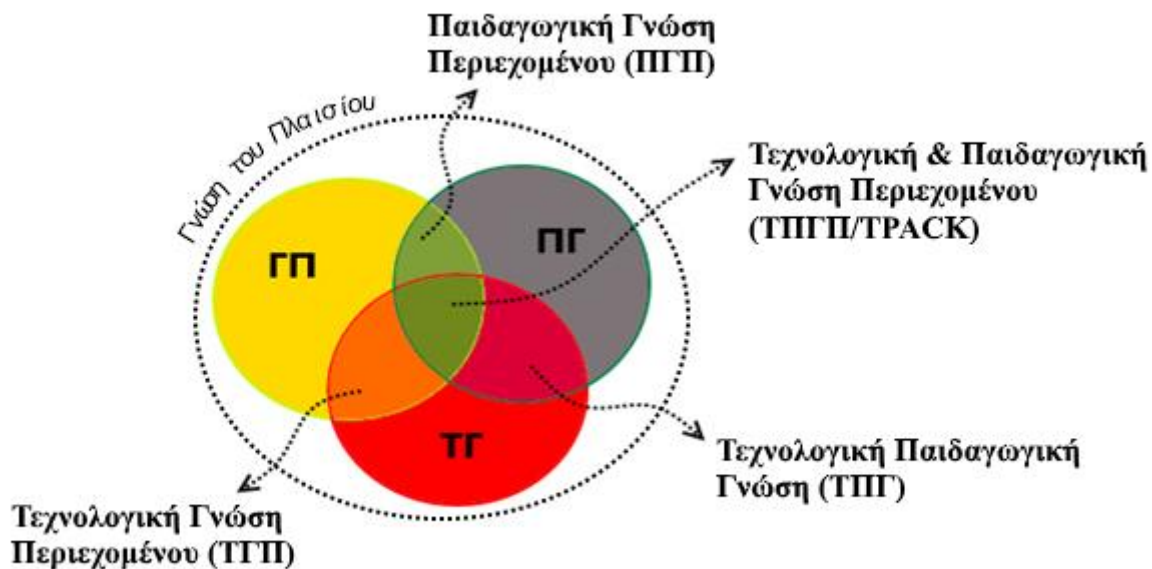 Παιδαγωγική Γνώση
Περιεχομένου (ΠΓΠ)
Γνώση του Πλαισίου
Τεχνολογική & Παιδαγωγική
Γνώση Περιεχομένου
(ΤΠΓΠ/TPACK)
ΓΠ
ΠΓ
ΤΓ
Τεχνολογική Παιδαγωγική
Γνώση (ΤΠΓ)
Τεχνολογική Γνώση
Περιεχομένου (ΤΓΠ)